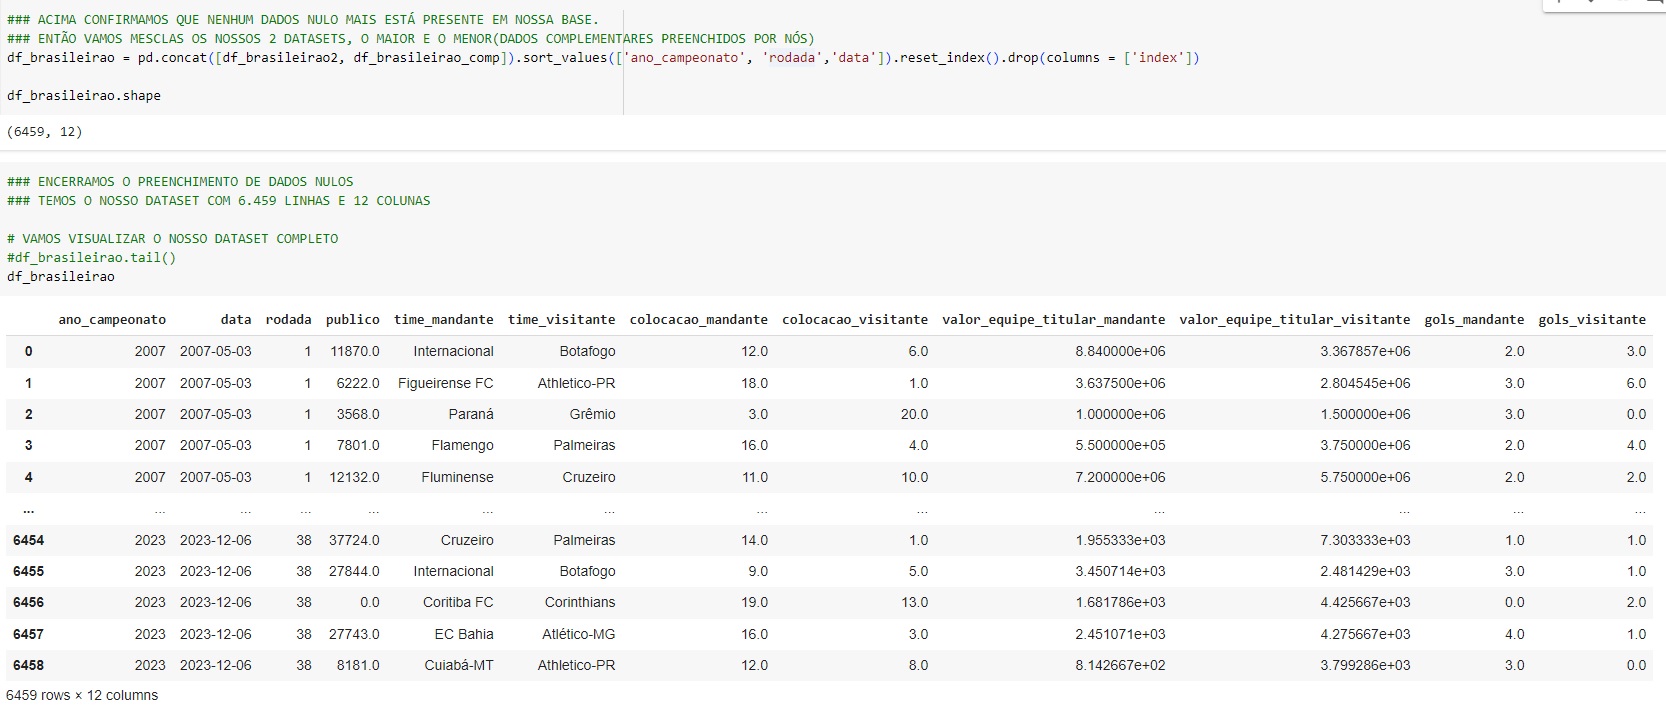 ### ACIMA CONFIRMAMOS QUE NENHUM DADOS NULO MAIS ESTÁ PRESENTE EM NOSSA BASE.
### ENTÃO VAMOS MESCLAS OS NOSSOS 2 DATASETS, O MAIOR E O MENOR(DADOS COMPLEMENTARES PREENCHIDOS POR NÓS)
df_brasileirao = pd.concat([df_brasileirao2, df_brasileirao_comp]).sort_values(['ano_campeonato', 'rodada','data']).reset_index().drop(columns = ['index'])
df_brasileirao.shape
(6459, 12)
### ENCERRAMOS O PREENCHIMENTO DE DADOS NULOS
### TEMOS O NOSSO DATASET COM 6.459 LINHAS E 12 COLUNAS
# VAMOS VISUALIZAR O NOSSO DATASET COMPLETO
#df_brasileirao.tail()
df_brasileirao
ano_campeonato data rodada publico time_mandante time_visitante colocacao_mandante colocacao_visitante valor_equipe_titular_mandante valor_equipe_titular_visitante gols_mandante gols_visitante
0 2007 2007-05-03 1 11870.0 Internacional Botafogo 12.0 6.0 8.840000e+06 3.367857e+06 2.0 3.0
1 2007 2007-05-03 1 6222.0 Figueirense FC Athletico-PR 18.0 1.0 3.637500e+06 2.804545e+06 3.0 6.0
2 2007 2007-05-03 1 3568.0 Paraná Grêmio 3.0 20.0 1.000000e+06 1.500000e+06 3.0 0.0
3 2007 2007-05-03 1 7801.0 Flamengo Palmeiras 16.0 4.0 5.500000e+05 3.750000e+06 2.0 4.0
4 2007 2007-05-03 1 12132.0 Fluminense Cruzeiro 11.0 10.0 7.200000e+06 5.750000e+06 2.0 2.0
... ... ... ... ... ... ... ... ... ... ... ... ...
6454 2023 2023-12-06 38 37724.0 Cruzeiro Palmeiras 14.0 1.0 1.955333e+03 7.303333e+03 1.0 1.0
6455 2023 2023-12-06 38 27844.0 Internacional Botafogo 9.0 5.0 3.450714e+03 2.481429e+03 3.0 1.0
6456 2023 2023-12-06 38 0.0 Coritiba FC Corinthians 19.0 13.0 1.681786e+03 4.425667e+03 0.0 2.0
6457 2023 2023-12-06 38 27743.0 EC Bahia Atlético-MG 16.0 3.0 2.451071e+03 4.275667e+03 4.0 1.0
6458 2023 2023-12-06 38 8181.0 Cuiabá-MT Athletico-PR 12.0 8.0 8.142667e+02 3.799286e+03 3.0 0.0
6459 rows × 12 columns